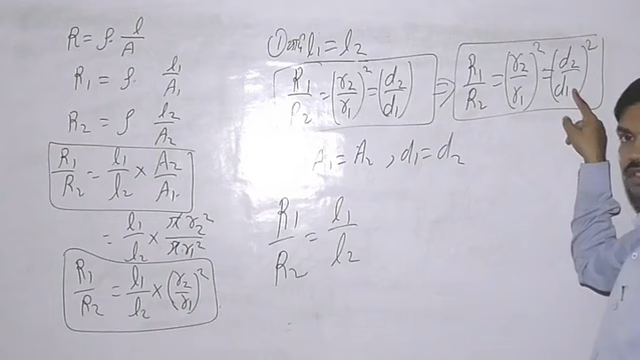 R = ρ. l/A
R₁ = ρ. l₁/A₁
R₂ = ρ l₂/A₂
R₁/R₂ = l₁/l₂ × A₂/A₁
= l₁/l₂ × πr₂²/πr₁²
R₁/R₂ = l₁/l₂ × (r₂/r₁)²
① यदि l₁ = l₂
R₁/R₂ = (r₂/r₁)² = (d₂/d₁) ⇒ R₁/R₂ = (r₂/r₁)² = (d₂/d₁)²
A₁ = A₂ , d₁ = d₂
R₁/R₂ = l₁/l₂